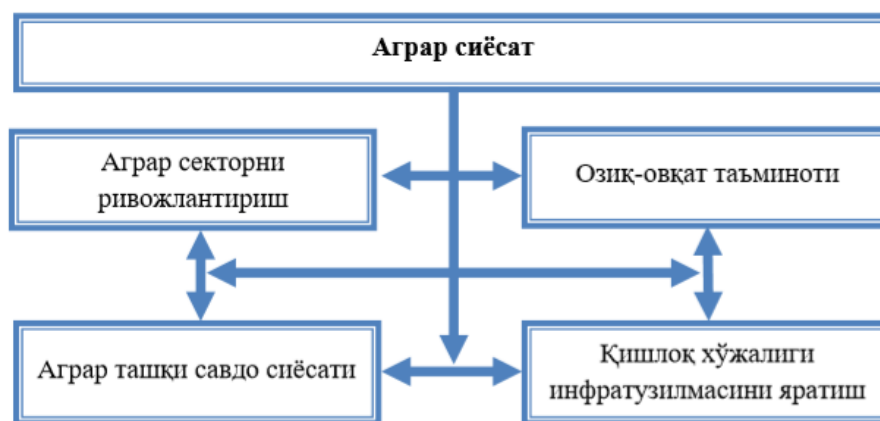 Аграр сиёсат
Аграр секторни
ривожлантириш
Озиқ-овқат таъминоти
Аграр ташқи савдо сиёсати
Қишлоқ хўжалиги
инфратузилмасини яратиш